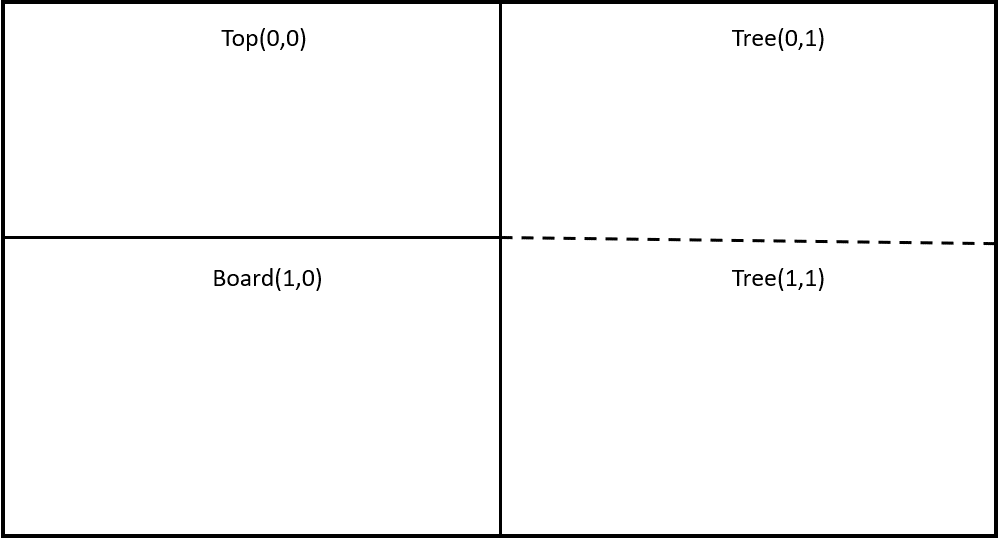 Top(0,0)
Tree(0,1)
Board(1,0)
Tree(1,1)